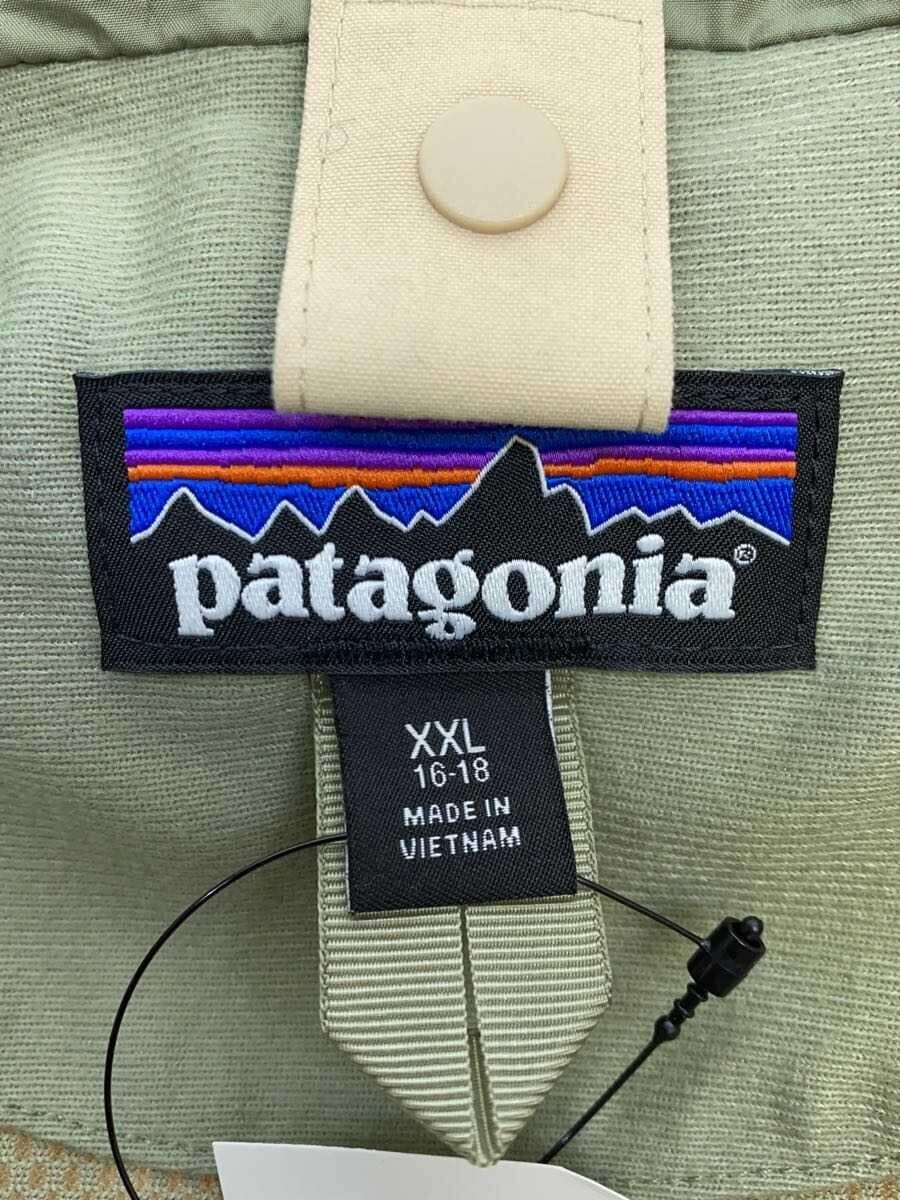 patagonia®
XXL
16-18
MADE IN
VIETNAM